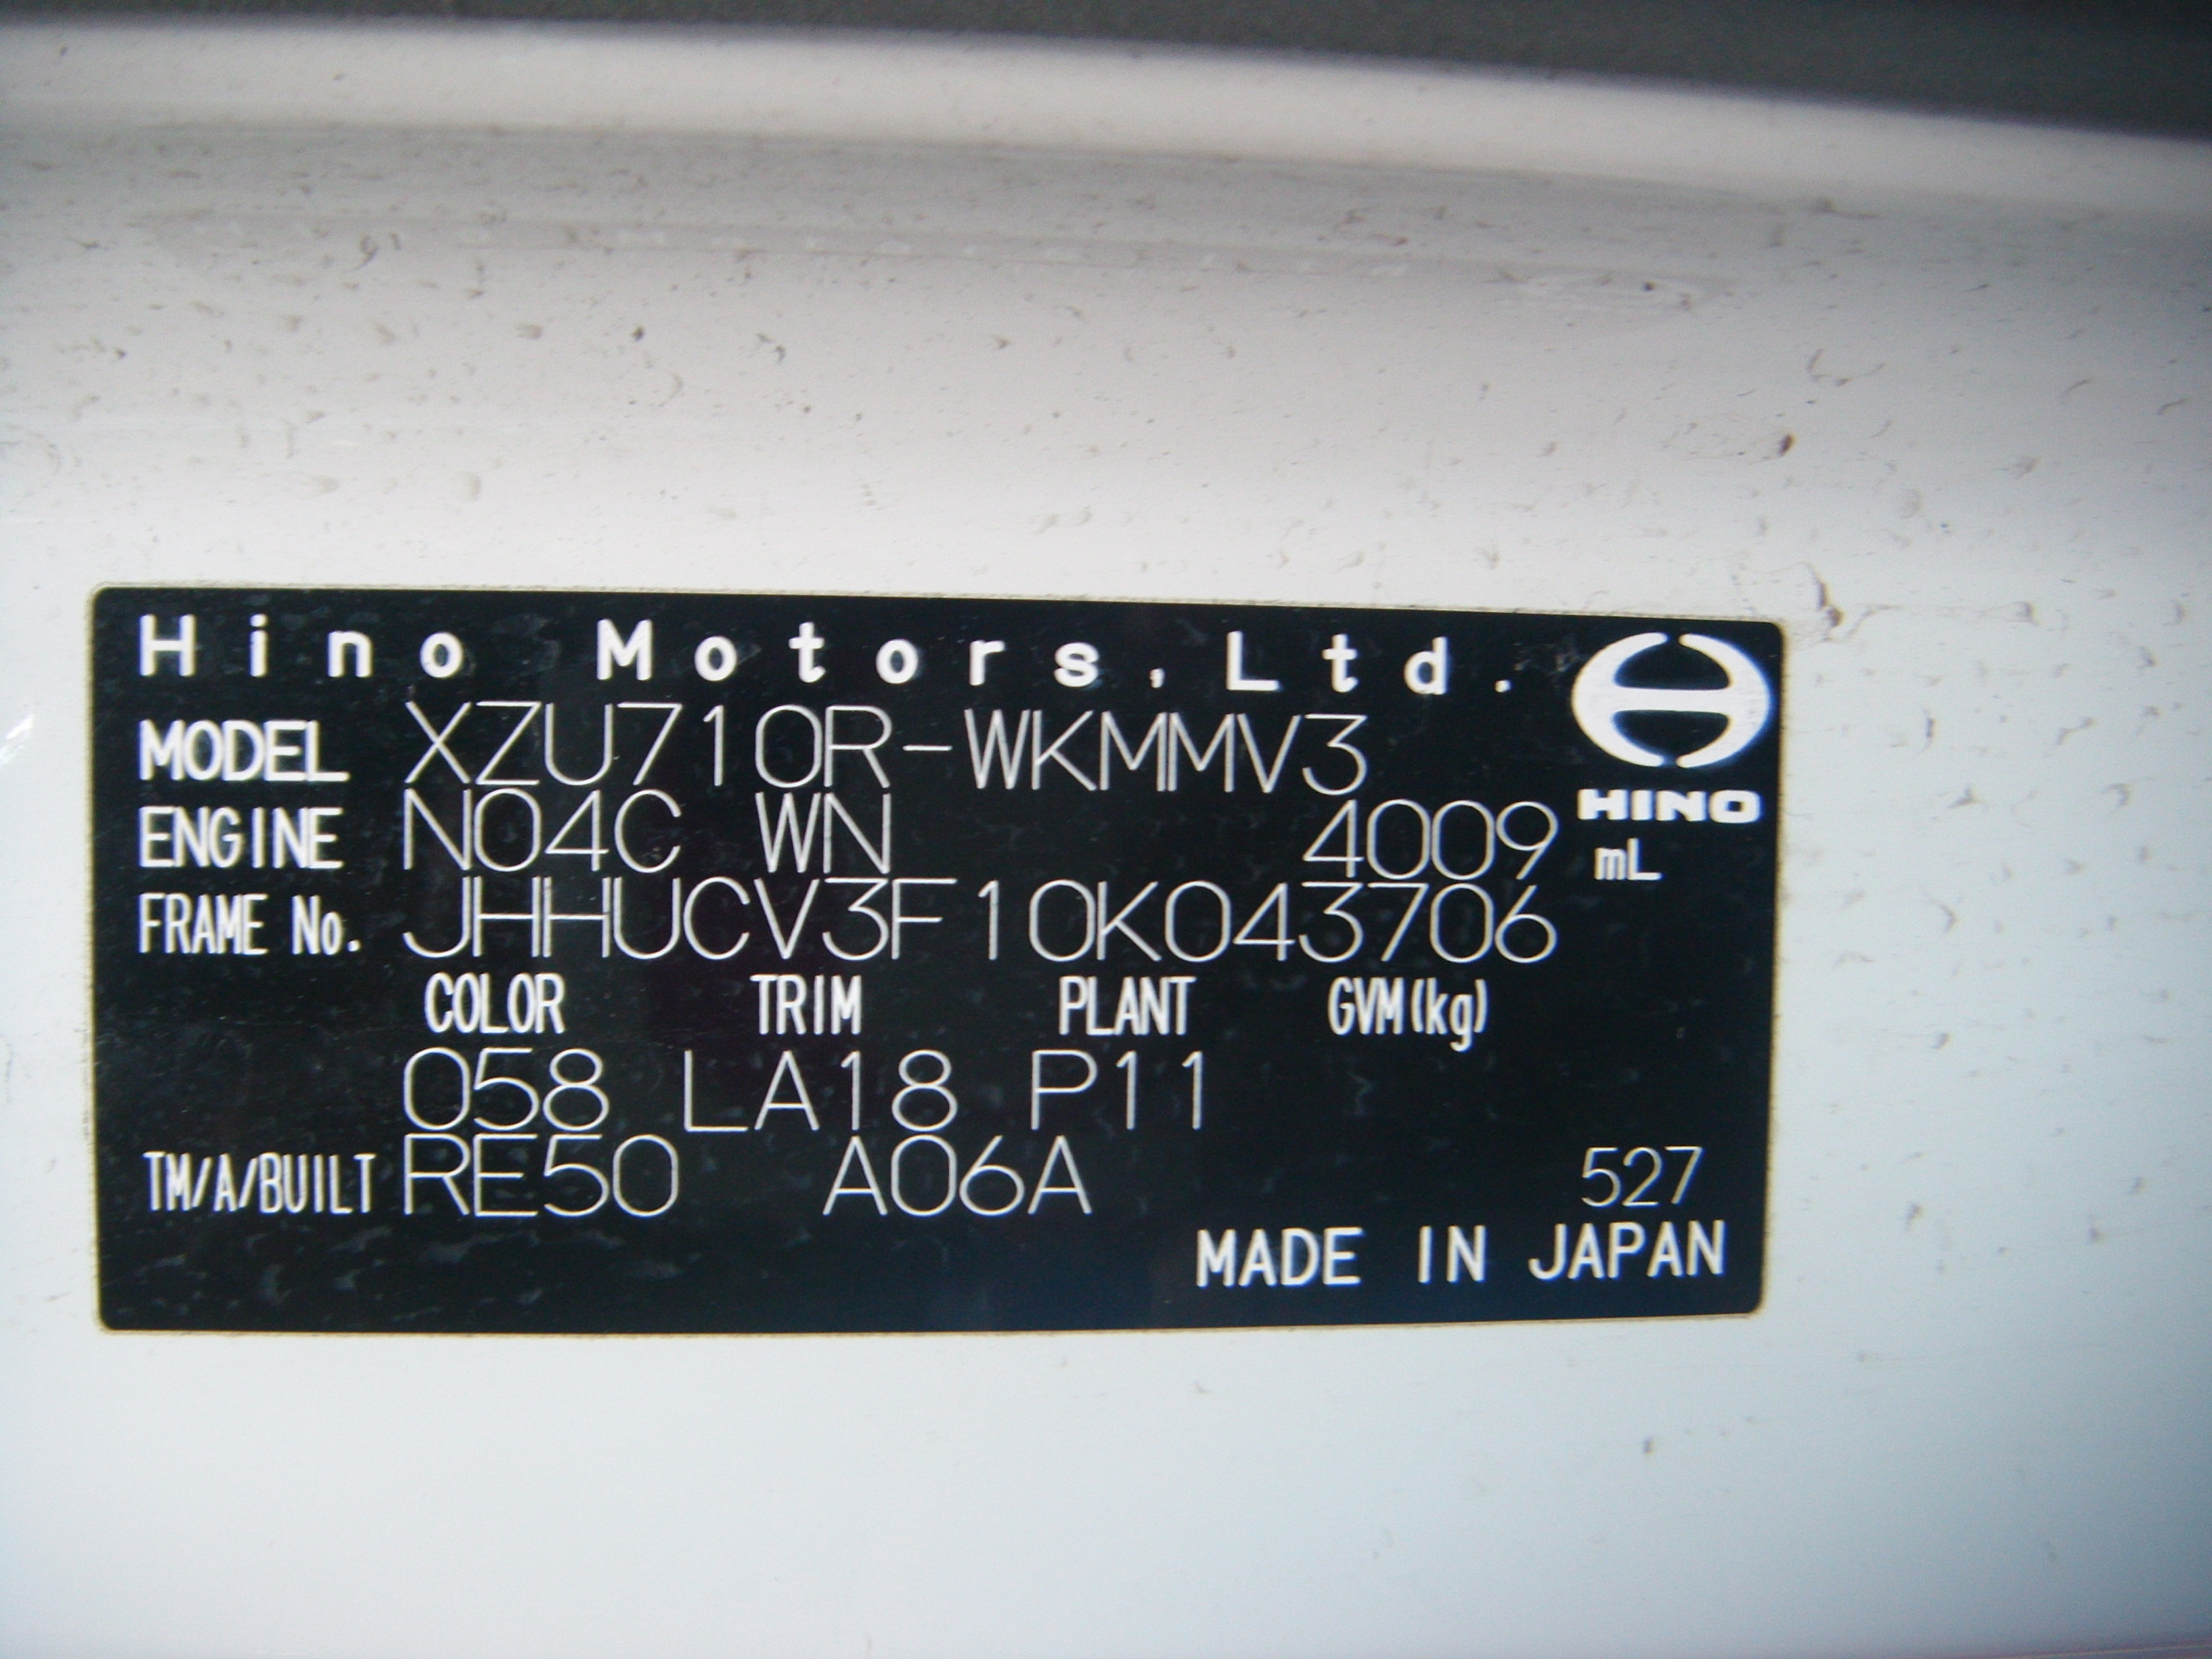 Hino Motors,Ltd.
MODEL XZU710R-WKMMV3
HINO
ENGINE N04C WN 4009 mL
FRAME No. JHHUCV3F10K043706
COLOR TRIM PLANT GVM(kg)
058 LA18 P11
TM/A/BUILT RE50 A06A 527
MADE IN JAPAN